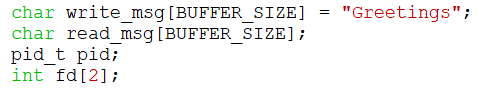 char write_msg[BUFFER_SIZE] = "Greetings";
char read_msg[BUFFER_SIZE];
pid_t pid;
int fd[2];